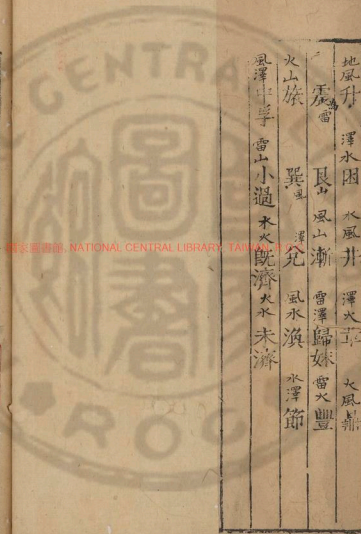 地風升 澤水困 水風井 澤火革 火風鼎
震為雷 艮山 風山漸 雷澤歸妹 雷火豐
火山旅 巽風 兌澤 風水渙 水澤節
風澤中孚 雷山小過 水火既濟 火水未濟
NATIONAL CENTRAL LIBRARY, TAIWAN, R.O.C